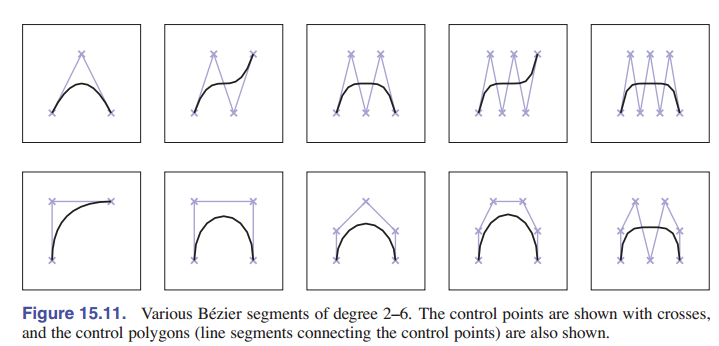 Figure 15.11. Various Bézier segments of degree 2–6. The control points are shown with crosses,
and the control polygons (line segments connecting the control points) are also shown.